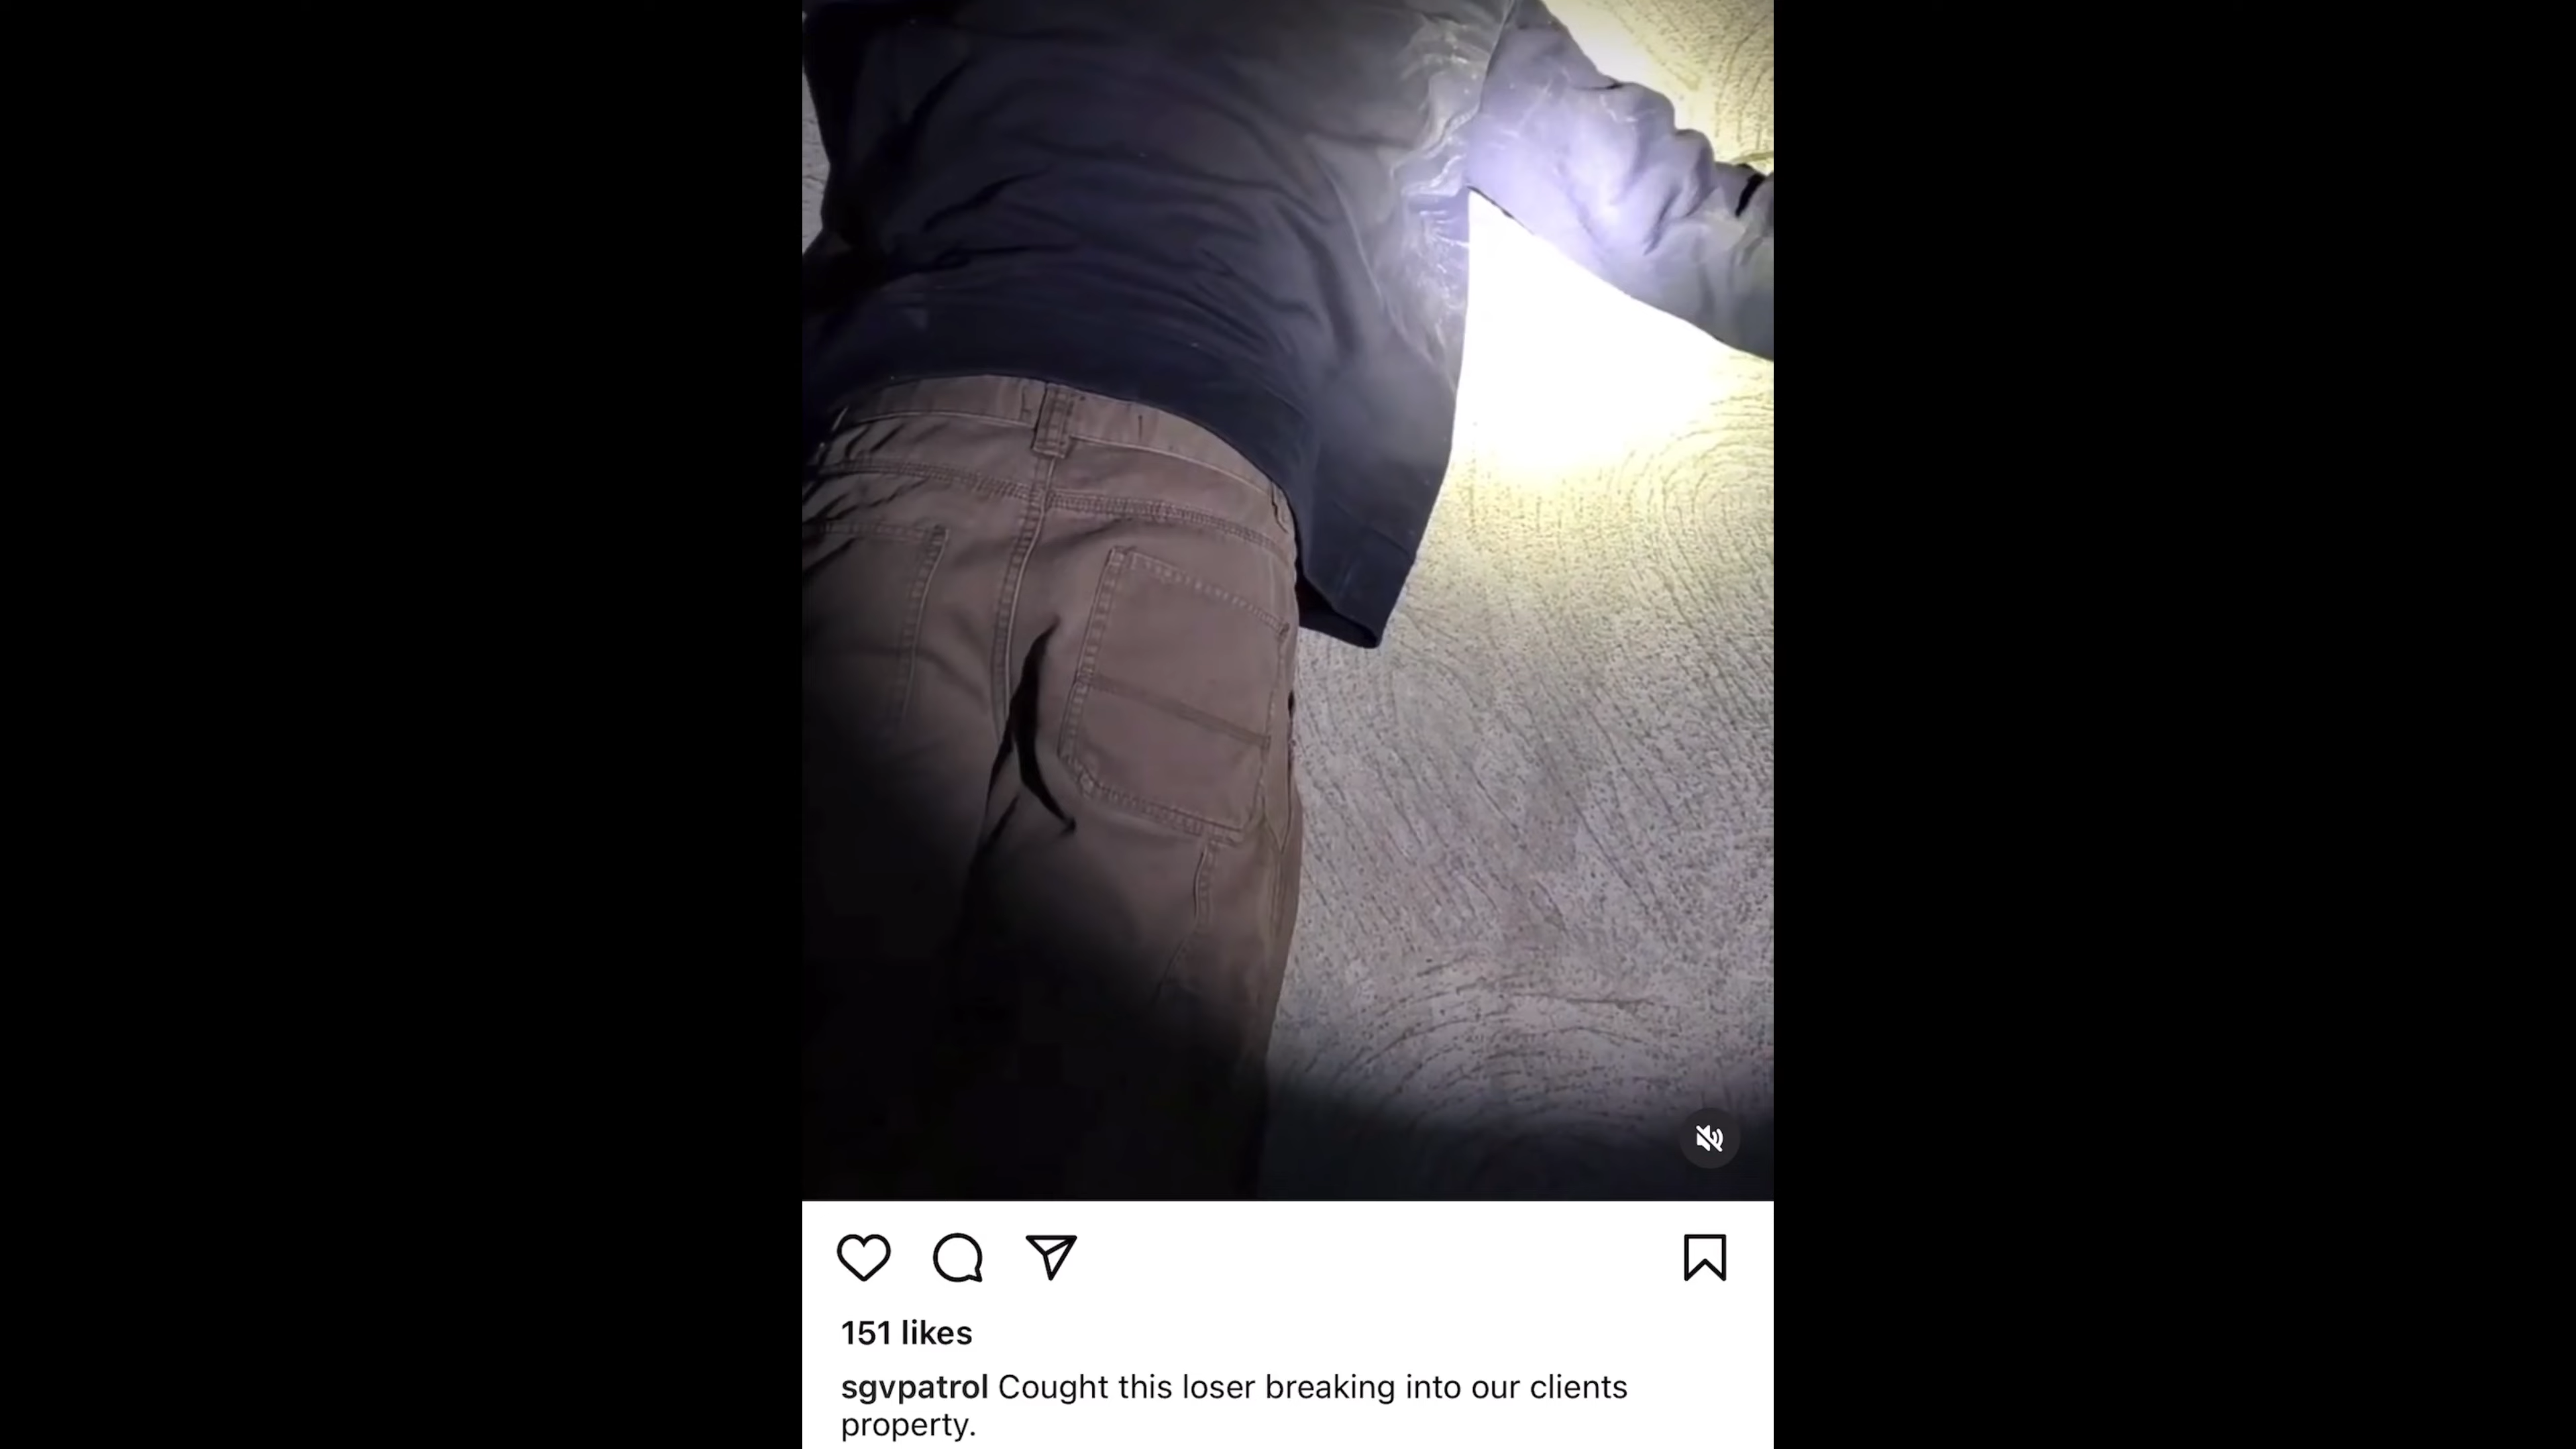 151 likes
sgvpatrol Cought this loser breaking into our clients
property.